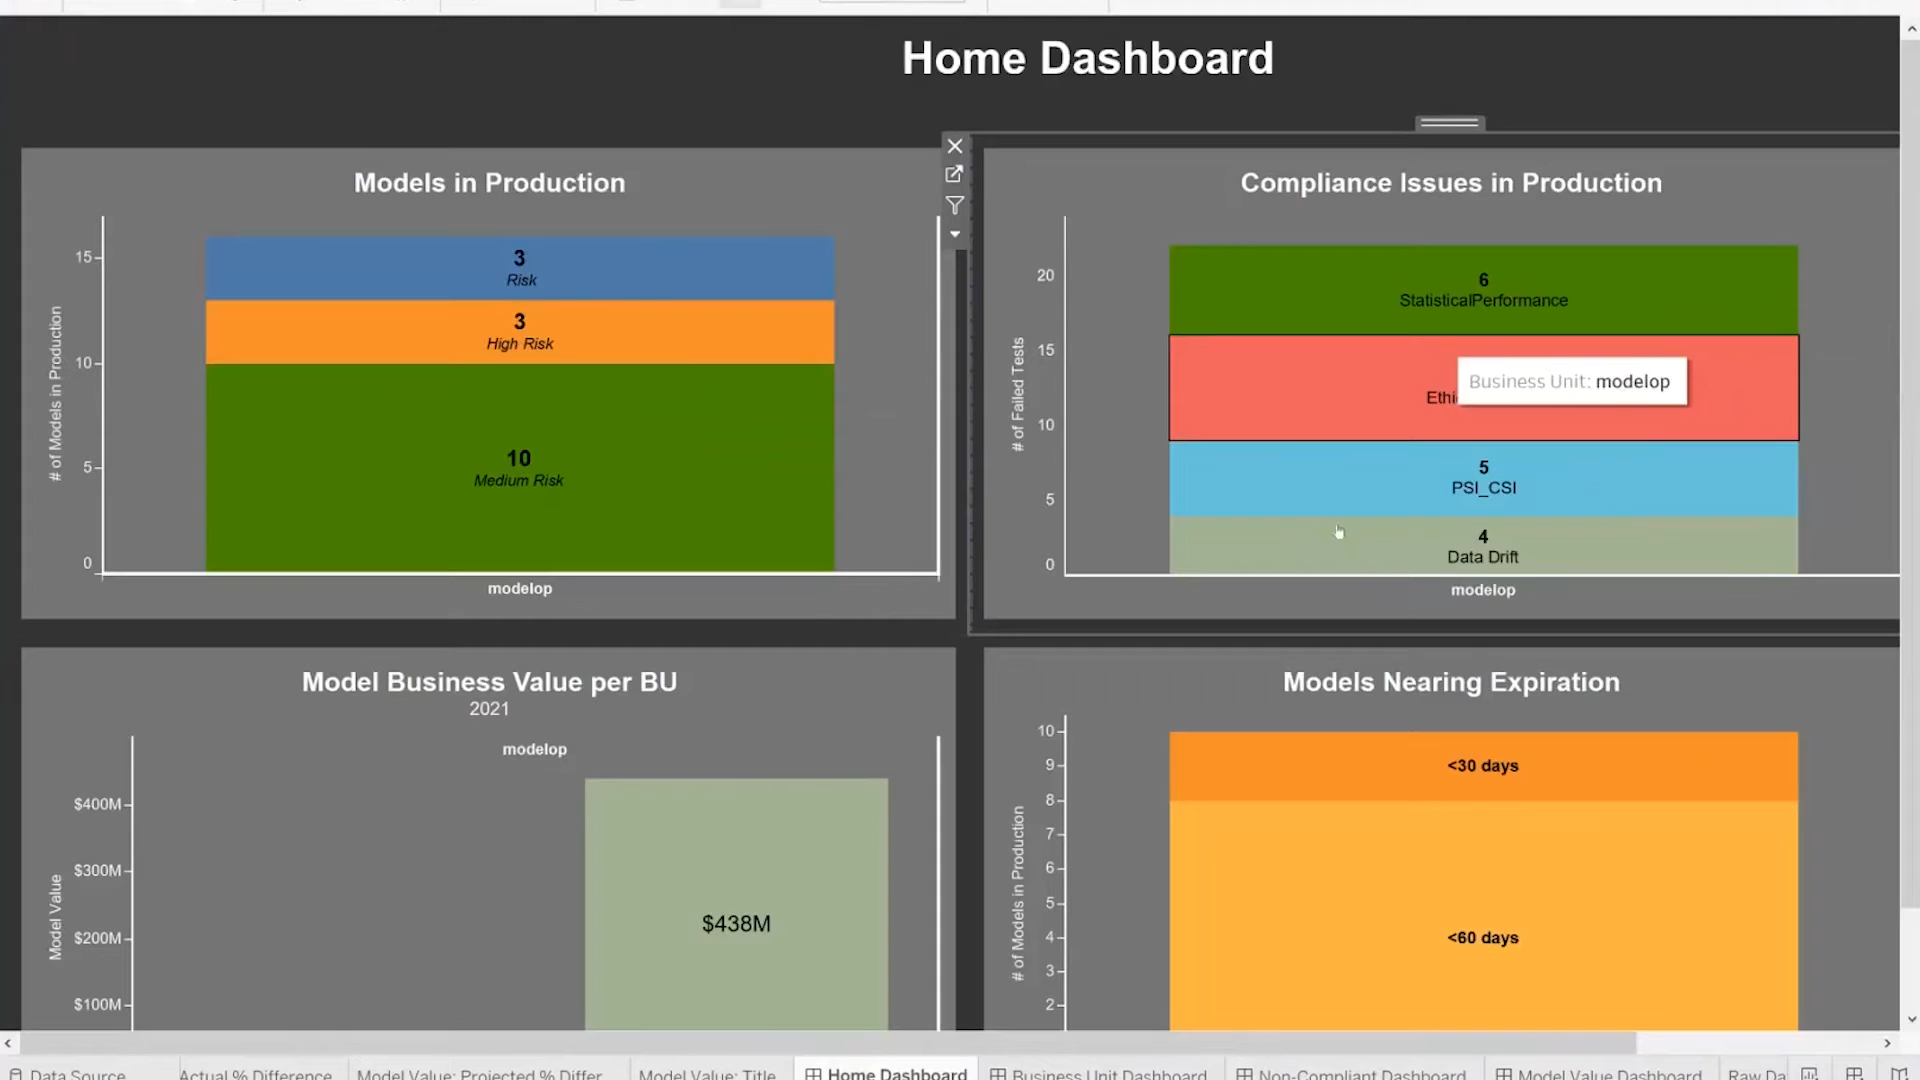 Home Dashboard
Models in Production
# of Models in Production
15
10
5
0
3
Risk
3
High Risk
10
Medium Risk
modelop
Compliance Issues in Production
# of Failed Tests
20
15
10
5
0
6
StatisticalPerformance
Business Unit: modelop
5
PSI_CSI
4
Data Drift
modelop
Model Business Value per BU
2021
modelop
Model Value
$400M
$300M
$200M
$100M
$438M
Models Nearing Expiration
# of Models in Production
10
9
8
7
6
5
4
3
2
<30 days
<60 days
Data Source
Actual % Difference
Model Value: Projected % Differ
Model Value: Title
Home Dashboard
Business Unit Dashboard
Non-Compliant Dashboard
Model Value Dashboard
Raw Da